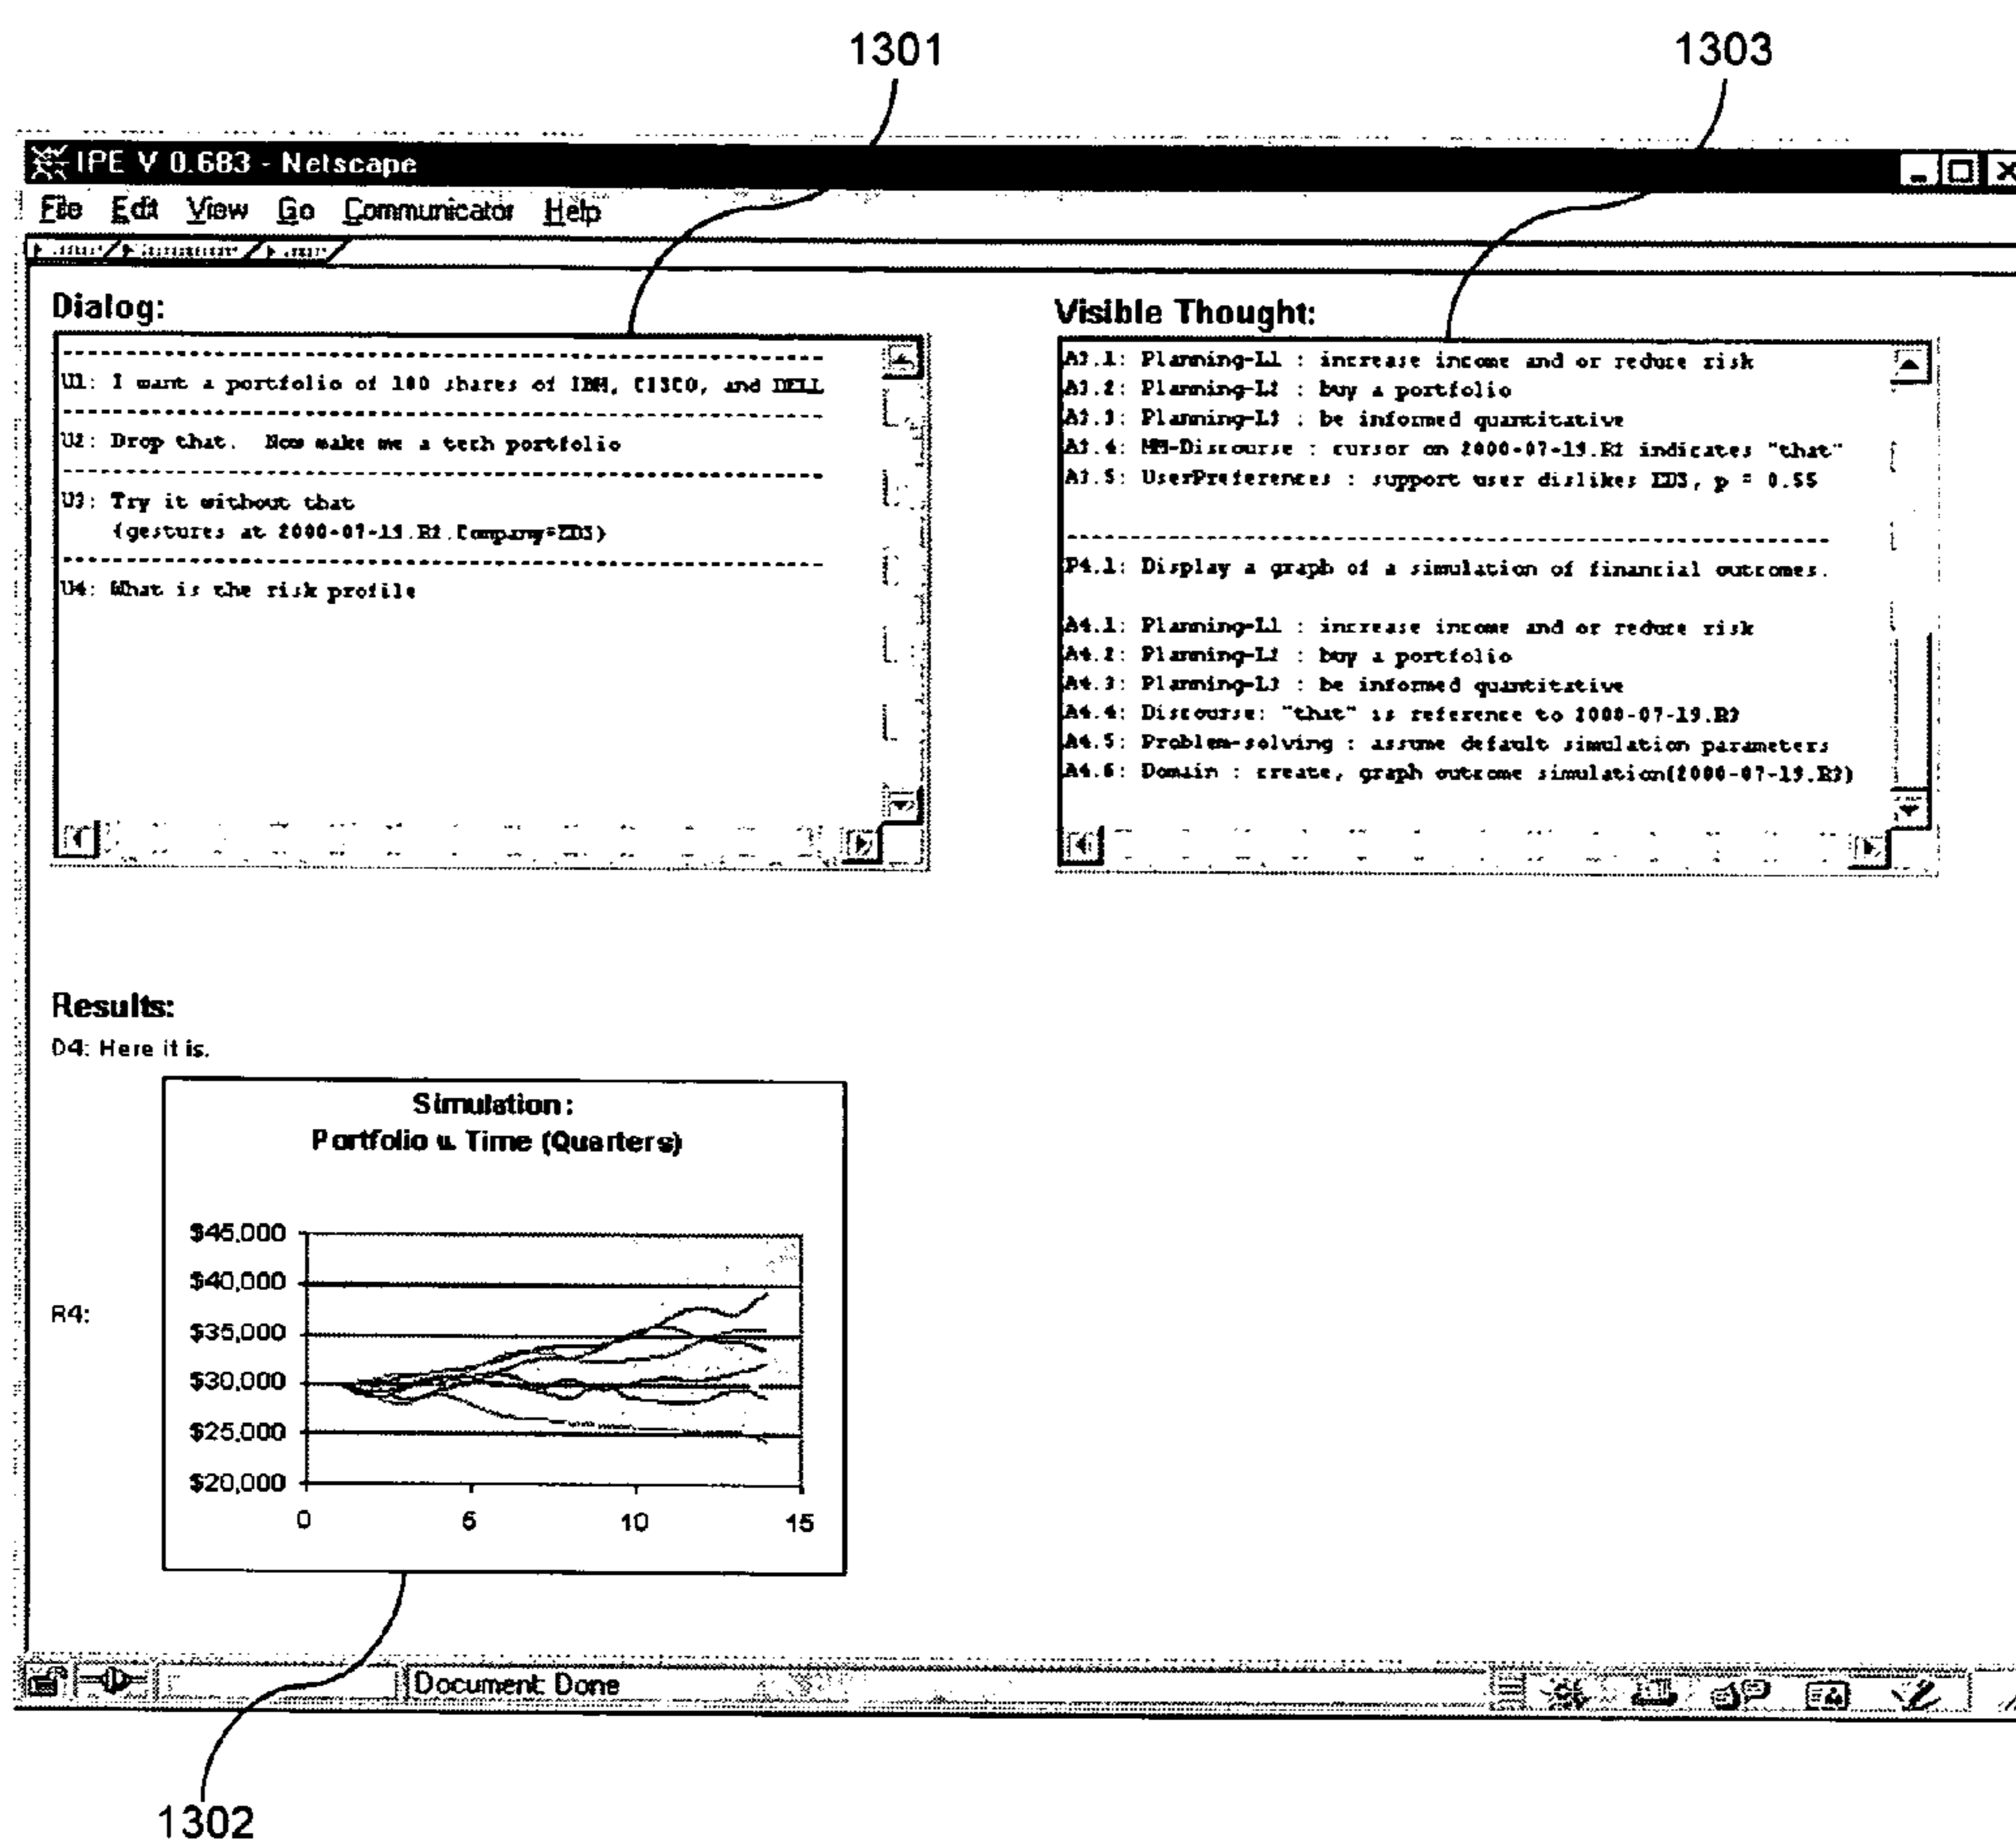 1301
1303
IPE V 0.683 - Netscape
File Edit View Go Communicator Help
Dialog:
U1: I want a portfolio of 100 shares of IBM, CISCO, and DELL
U2: Drop that. Now make me a tech portfolio
U3: Try it without that
(gestures at 2000-07-19.R2.Company=EDS)
U4: What is the risk profile
Visible Thought:
A3.1: Planning-L1 : increase income and or reduce risk
A3.2: Planning-L2 : buy a portfolio
A3.3: Planning-L3 : be informed quantitative
A3.4: MM-Discourse : cursor on 2000-07-19.R2 indicates "that"
A3.5: UserPreferences : support user dislikes EDS, p = 0.55
P4.1: Display a graph of a simulation of financial outcomes.
A4.1: Planning-L1 : increase income and or reduce risk
A4.2: Planning-L2 : buy a portfolio
A4.3: Planning-L3 : be informed quantitative
A4.4: Discourse: "that" is reference to 2000-07-19.R3
A4.5: Problem-solving : assume default simulation parameters
A4.6: Domain : create, graph outcome simulation(2000-07-19.R3)
Results:
D4: Here it is.
R4:
Simulation:
Portfolio v. Time (Quarters)
$45,000
$40,000
$35,000
$30,000
$25,000
$20,000
0 5 10 15
Document: Done
1302